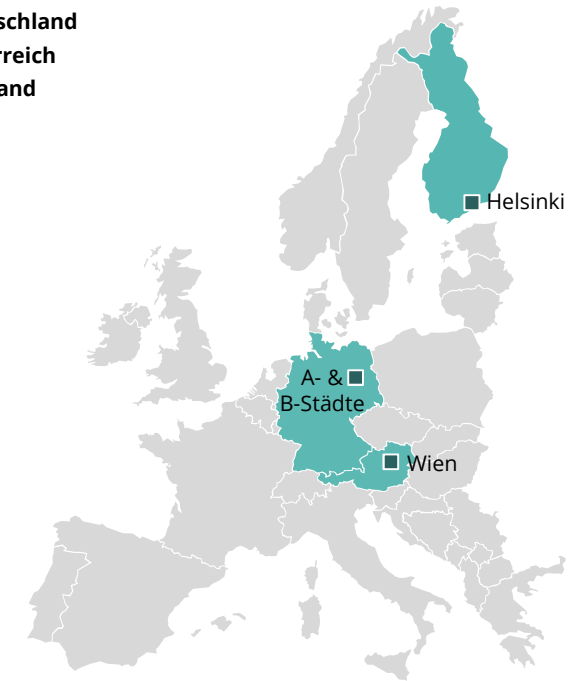 schland
rreich
and
Helsinki
A- &
B-Städte
Wien